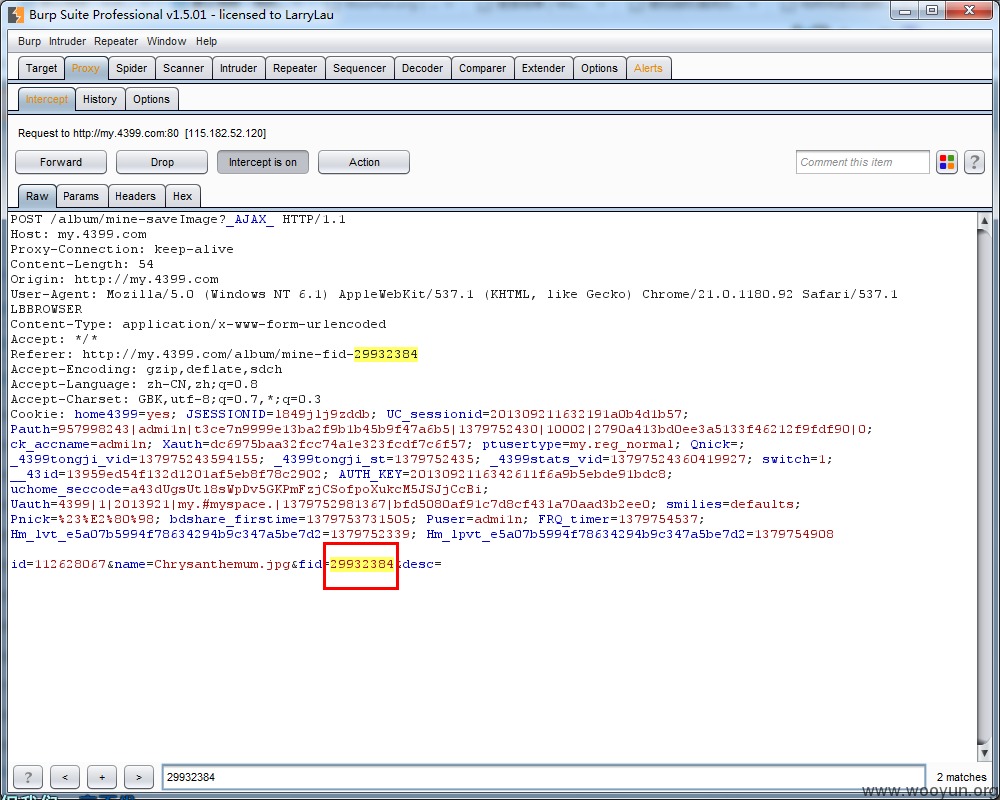 Burp Suite Professional v1.5.01 - licensed to LarryLau
Burp Intruder Repeater Window Help
Target Proxy Spider Scanner Intruder Repeater Sequencer Decoder Comparer Extender Options Alerts
Intercept History Options
Request to http://my.4399.com:80 [115.182.52.120]
Forward Drop Intercept is on Action Comment this item ?
Raw Params Headers Hex
POST /album/mine-saveImage?_AJAX_ HTTP/1.1
Host: my.4399.com
Proxy-Connection: keep-alive
Content-Length: 54
Origin: http://my.4399.com
User-Agent: Mozilla/5.0 (Windows NT 6.1) AppleWebKit/537.1 (KHTML, like Gecko) Chrome/21.0.1180.92 Safari/537.1
LBBROWSER
Content-Type: application/x-www-form-urlencoded
Accept: */*
Referer: http://my.4399.com/album/mine-fid-29932384
Accept-Encoding: gzip,deflate,sdch
Accept-Language: zh-CN,zh;q=0.8
Accept-Charset: GBK,utf-8;q=0.7,*;q=0.3
Cookie: home4399=yes; JSESSIONID=1849jlj9zddb; UC_sessionid=201309211632191a0b4d1b57;
Pauth=957998243|adm11n|t3ce7n9999e13ba2f9b1b45b9f47a6b5|1379752430|10002|2790a413bd0ee3a5133f46212f9fdf90|0;
ck_accname=adm11n; Xauth=dc6975baa32fcc74a1e323fcdf7c6f57; ptusertype=my.reg_normal; Qnick=;
_4399tongji_vid=137975243594155; _4399tongji_st=1379752435; _4399stats_vid=13797524360419927; switch=1;
__43id=13959ed54f132d1201af5eb8f78c2902; AUTH_KEY=2013092116342611f6a9b5ebde91bdc8;
uchome_seccode=a43dUgsUtl8sWpDv5GKPmFzjCSofpoXukcM5JSJjCcBi;
Uauth=4399|1|2013921|my.#myspace.|1379752981367|bfd5080af91c7d8cf431a70aad3b2ee0; smilies=defaults;
Pnick=%23%E2%80%98; bdshare_firstime=1379753731505; Puser=adm11n; FRQ_timer=1379754537;
Hm_lvt_e5a07b5994f78634294b9c347a5be7d2=1379752339; Hm_lpvt_e5a07b5994f78634294b9c347a5be7d2=1379754908
id=112628067&name=Chrysanthemum.jpg&fid=29932384&desc=
? < + > 29932384 2 matches
www.wooyun.org